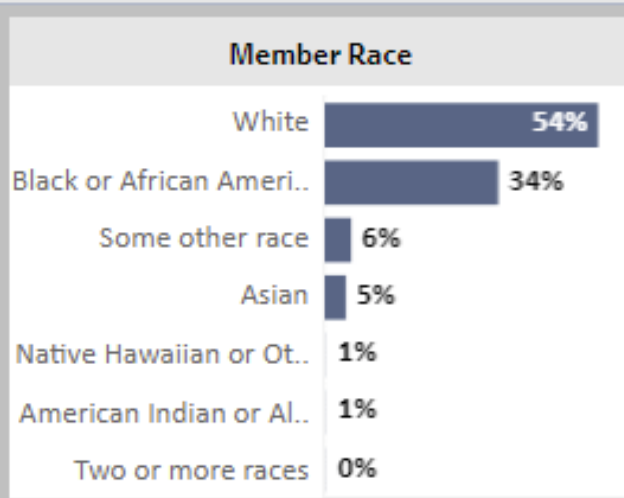 Member Race
White 54%
Black or African Ameri.. 34%
Some other race 6%
Asian 5%
Native Hawaiian or Ot.. 1%
American Indian or Al.. 1%
Two or more races 0%